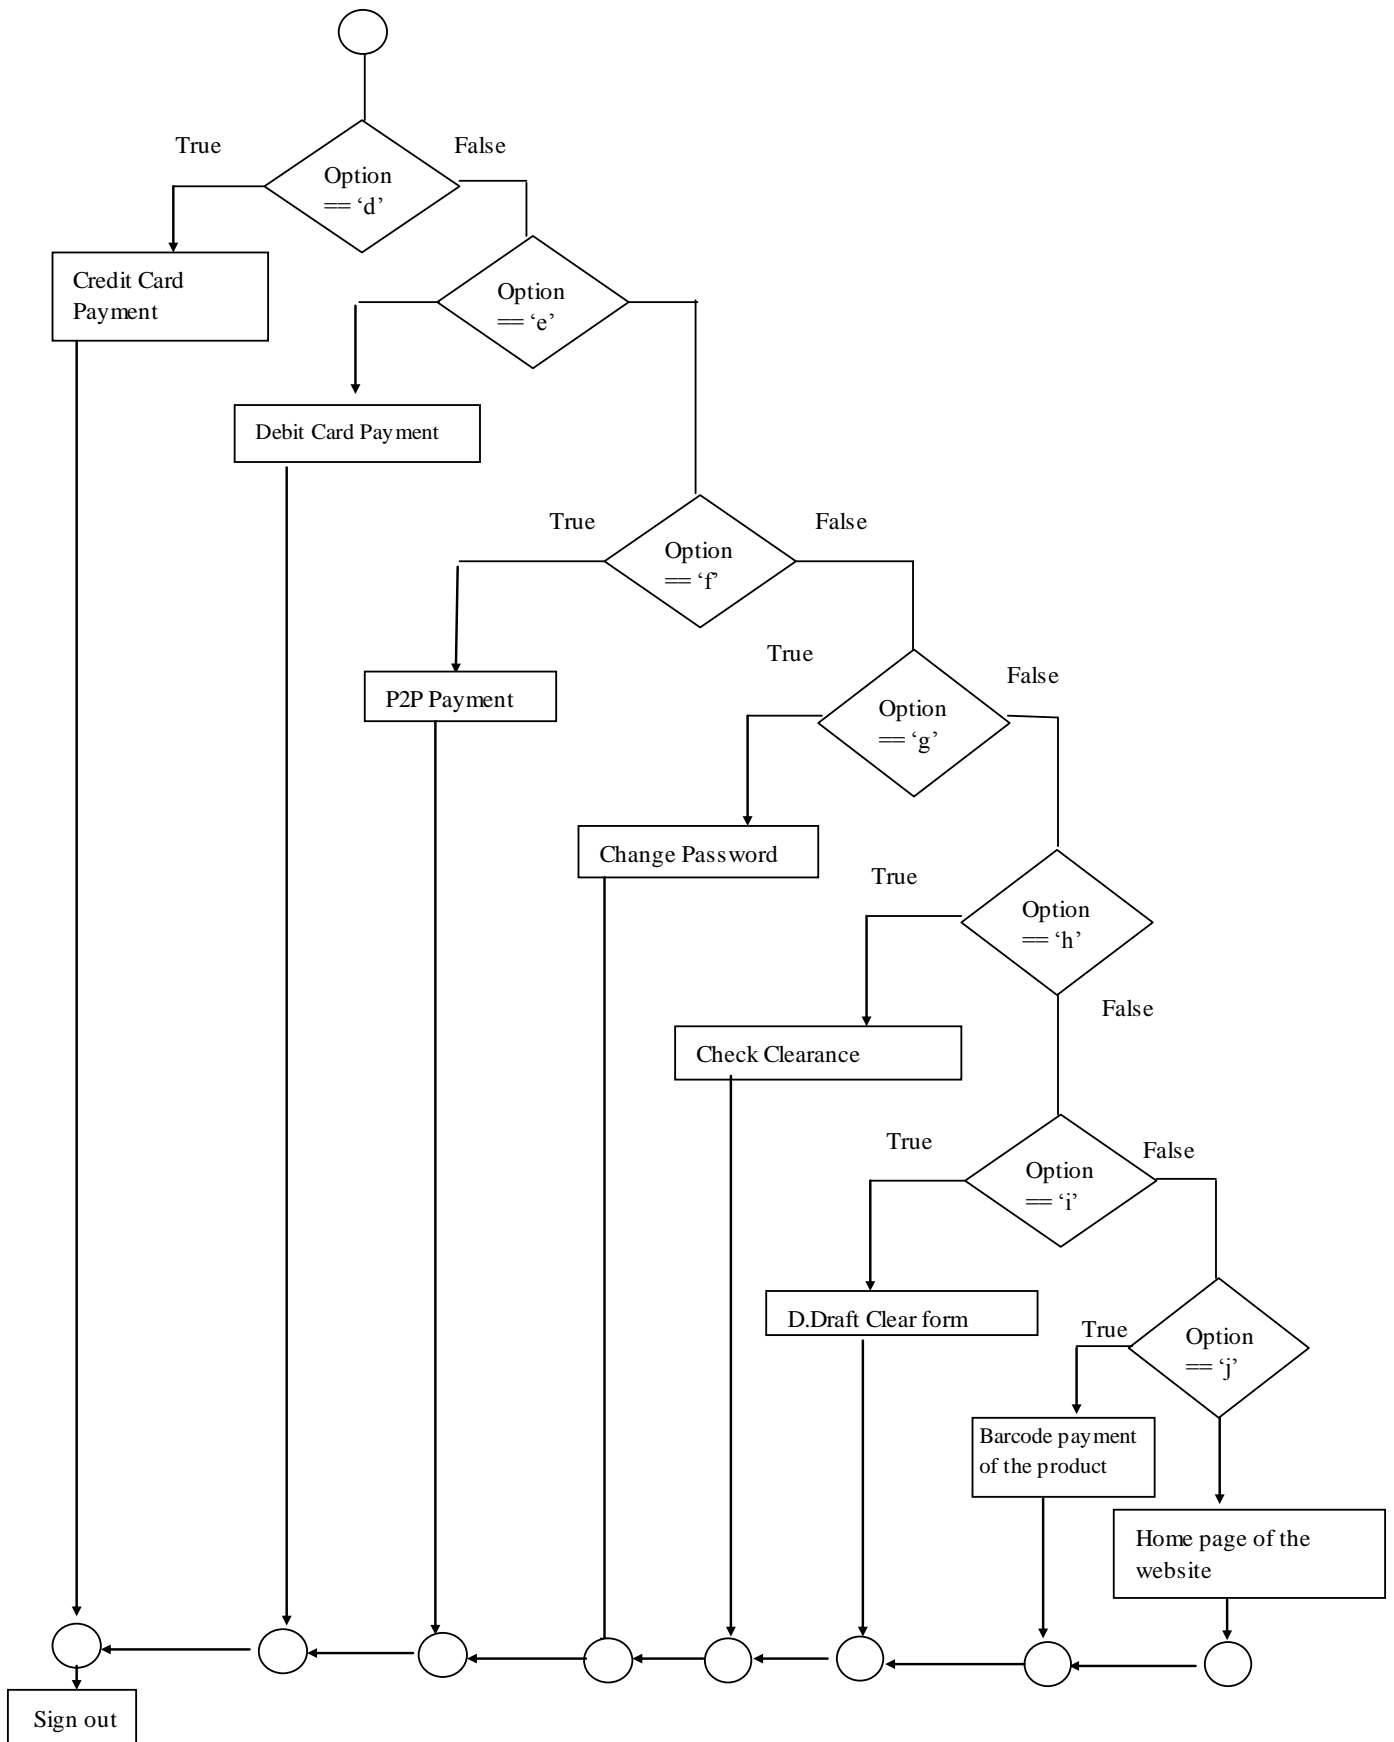 True
False
Option
== ‘d’
Credit Card
Payment
Option
== ‘e’
Debit Card Payment
True
False
Option
== ‘f’
P2P Payment
True
False
Option
== ‘g’
Change Password
True
Option
== ‘h’
False
Check Clearance
True
False
Option
== ‘i’
D.Draft Clear form
True
Option
== ‘j’
Barcode payment
of the product
Home page of the
website
Sign out